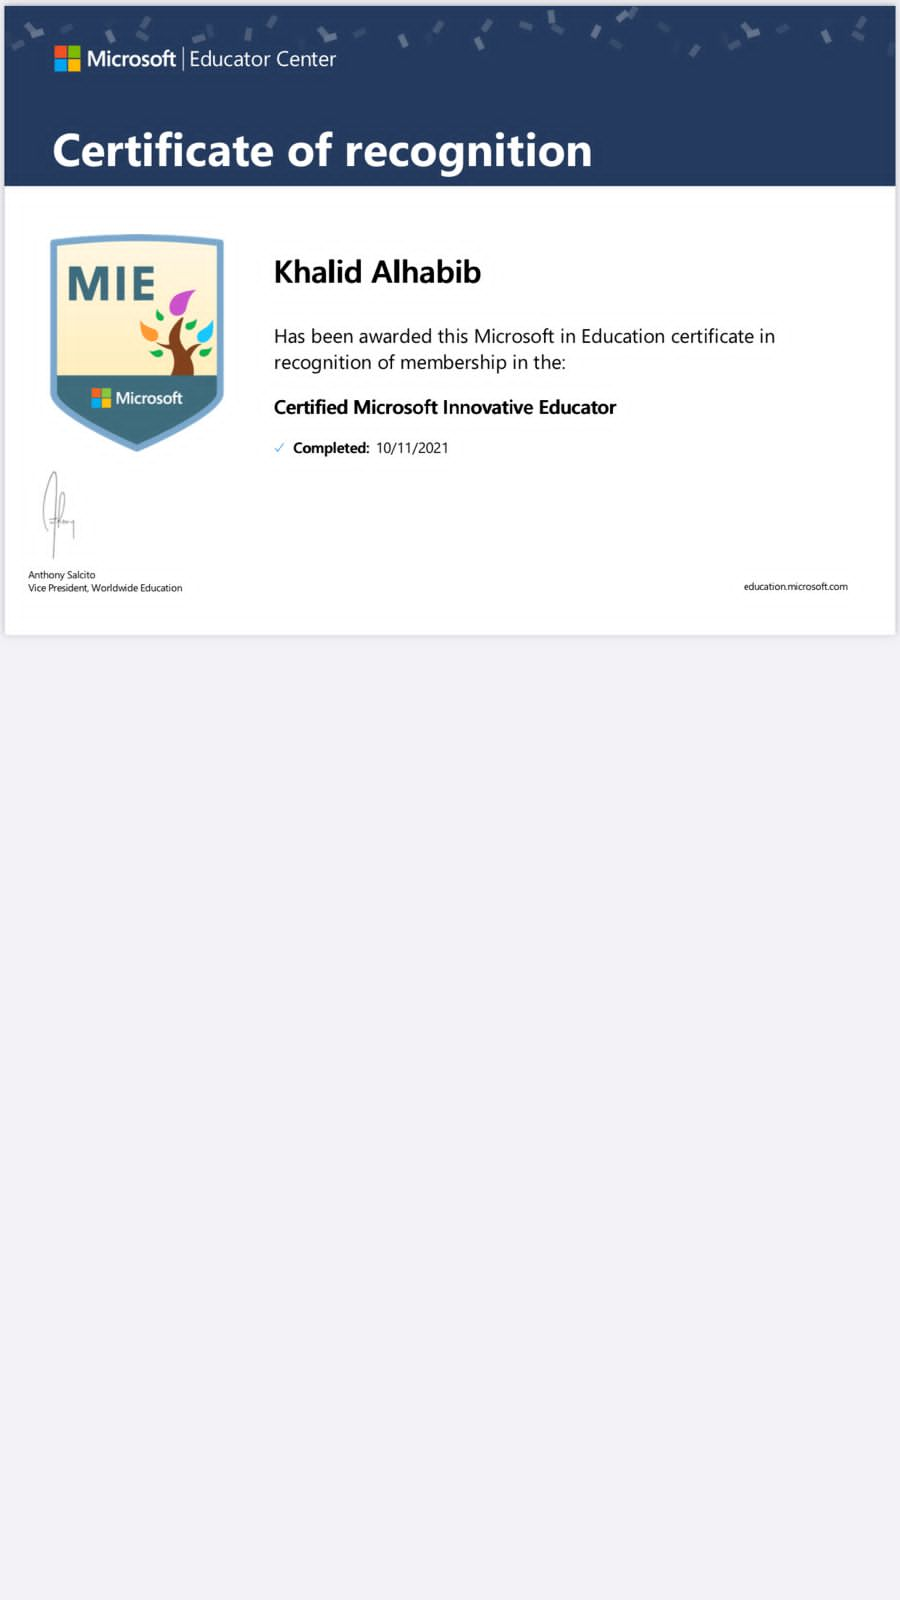 Microsoft | Educator Center
Certificate of recognition
MIE
Microsoft
Khalid Alhabib
Has been awarded this Microsoft in Education certificate in
recognition of membership in the:
Certified Microsoft Innovative Educator
✓ Completed: 10/11/2021
Anthony
Anthony Salcito
Vice President, Worldwide Education
education.microsoft.com